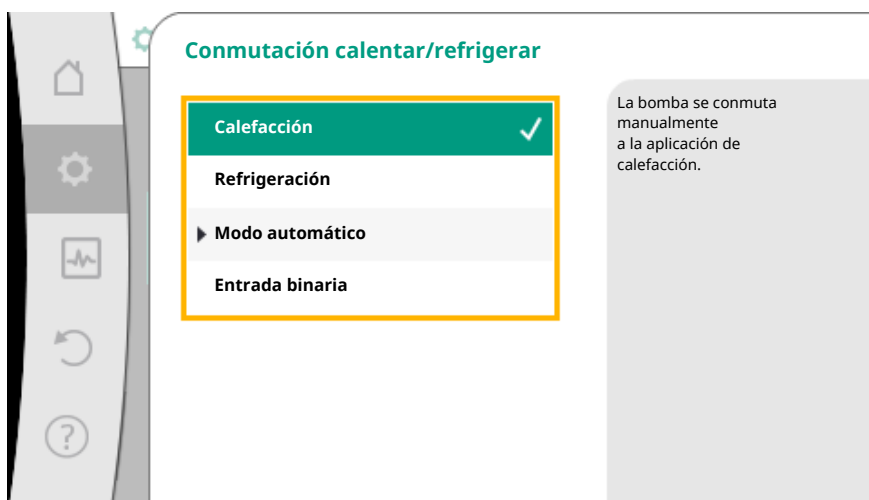 Conmutación calentar/refrigerar
Calefacción
Refrigeración
Modo automático
Entrada binaria
La bomba se conmuta
manualmente
a la aplicación de
calefacción.
?